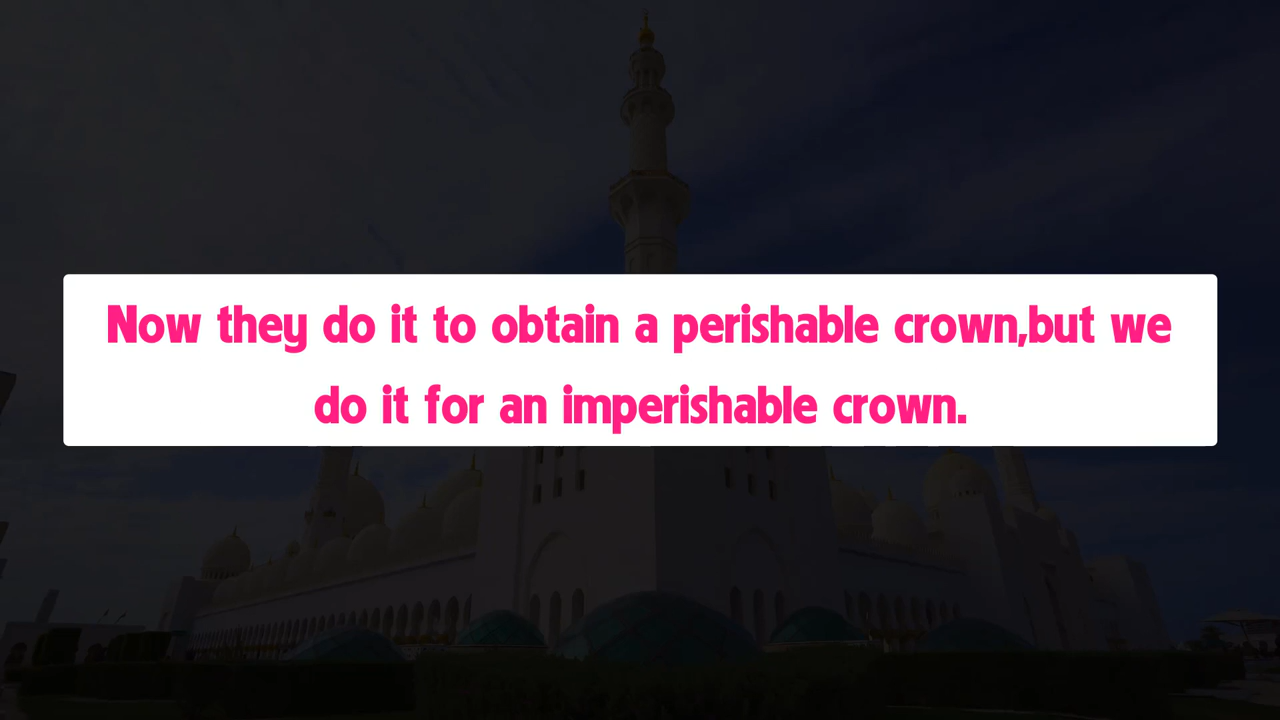 Now they do it to obtain a perishable crown,but we
do it for an imperishable crown.